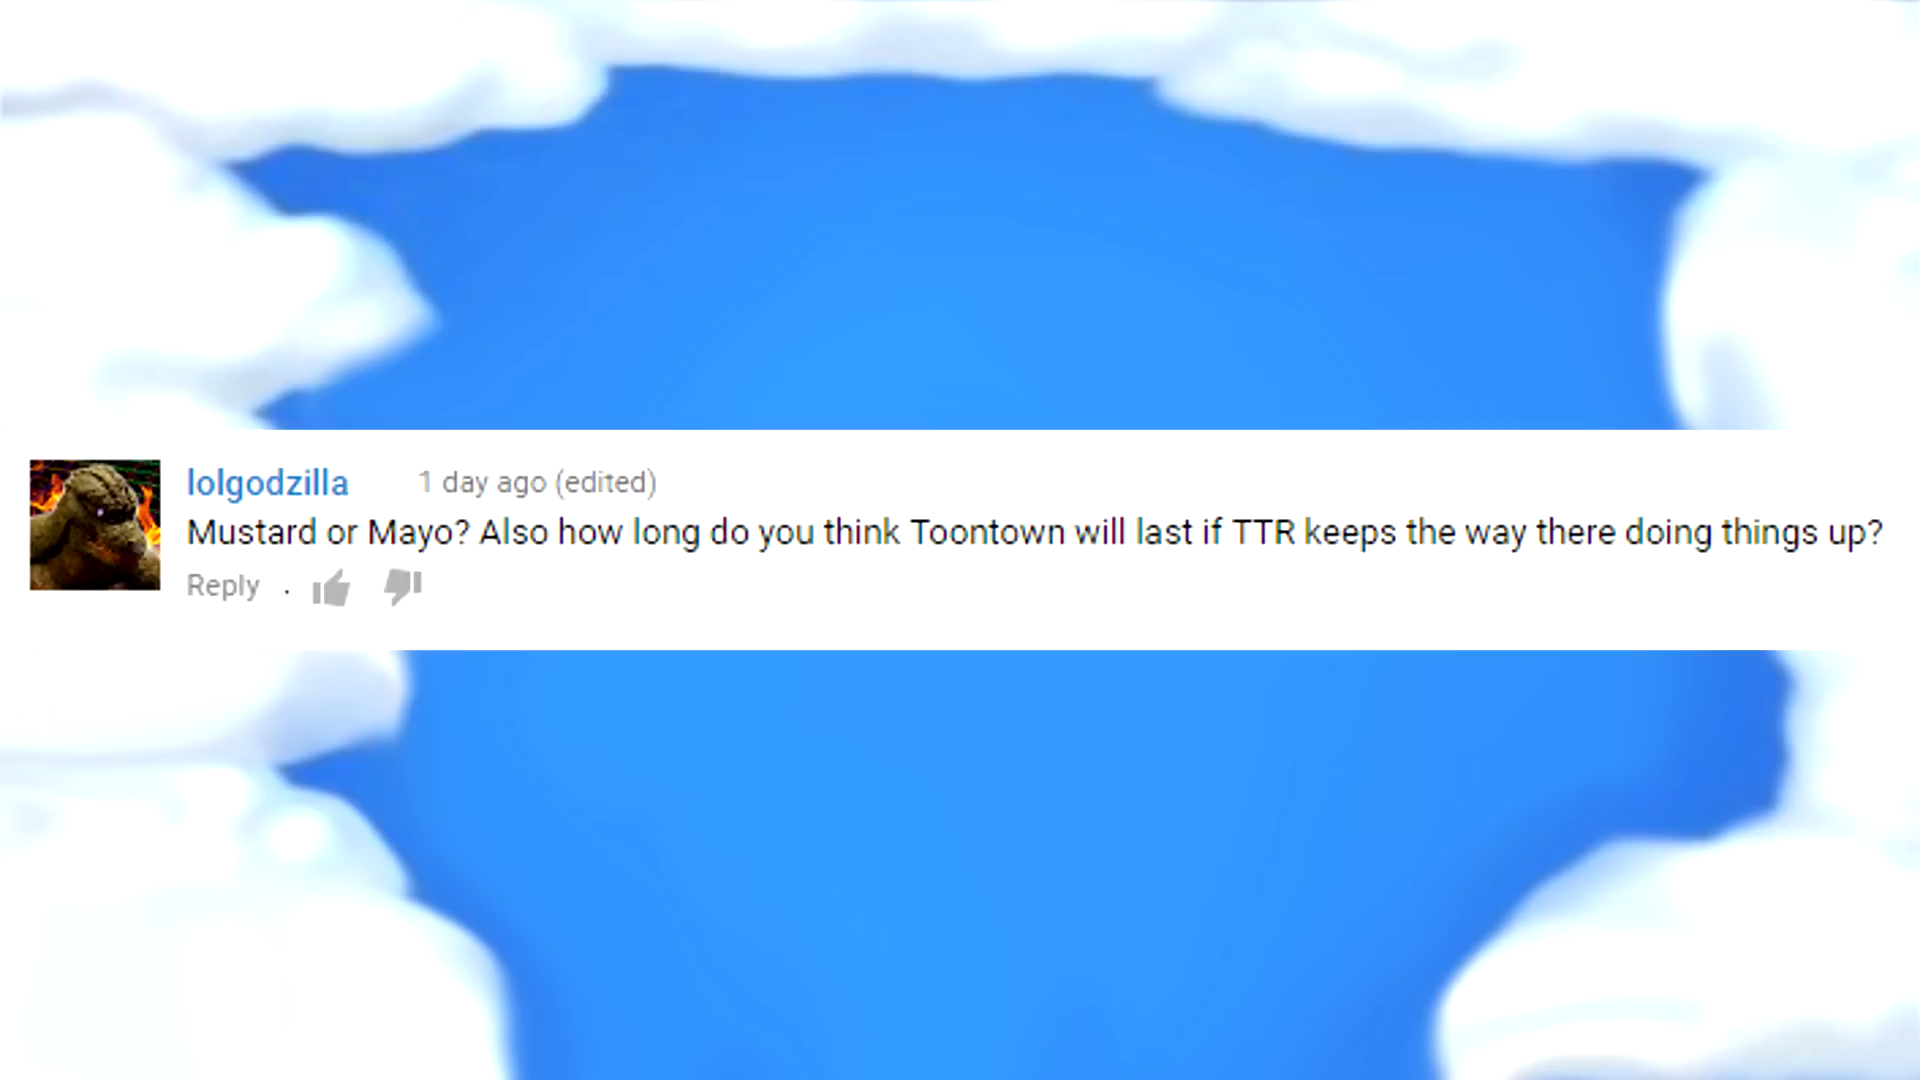 lolgodzilla 1 day ago (edited)
Mustard or Mayo? Also how long do you think Toontown will last if TTR keeps the way there doing things up?
Reply .